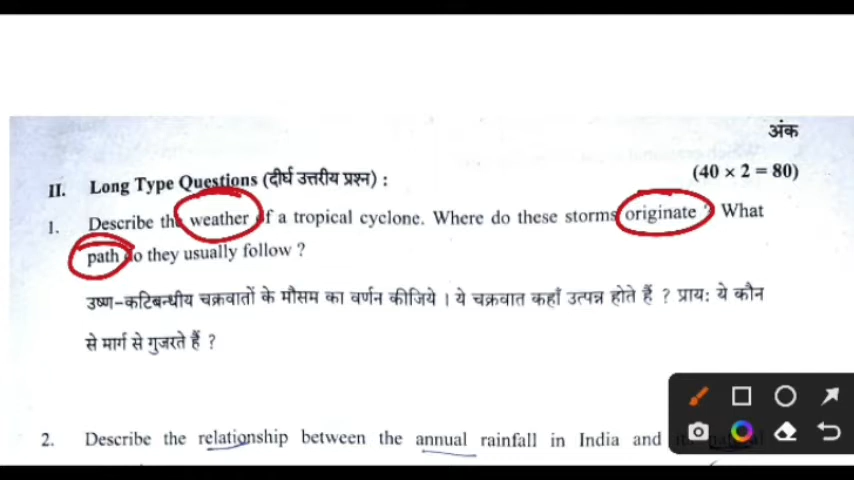 अंक
II. Long Type Questions (दीर्घ उत्तरीय प्रश्न) : (40 × 2 = 80)
1. Describe the weather of a tropical cyclone. Where do these storms originate ? What
path do they usually follow ?
उष्ण-कटिबन्धीय चक्रवातों के मौसम का वर्णन कीजिये । ये चक्रवात कहाँ उत्पन्न होते हैं ? प्राय: ये कौन
से मार्ग से गुजरते हैं ?
2. Describe the relationship between the annual rainfall in India and